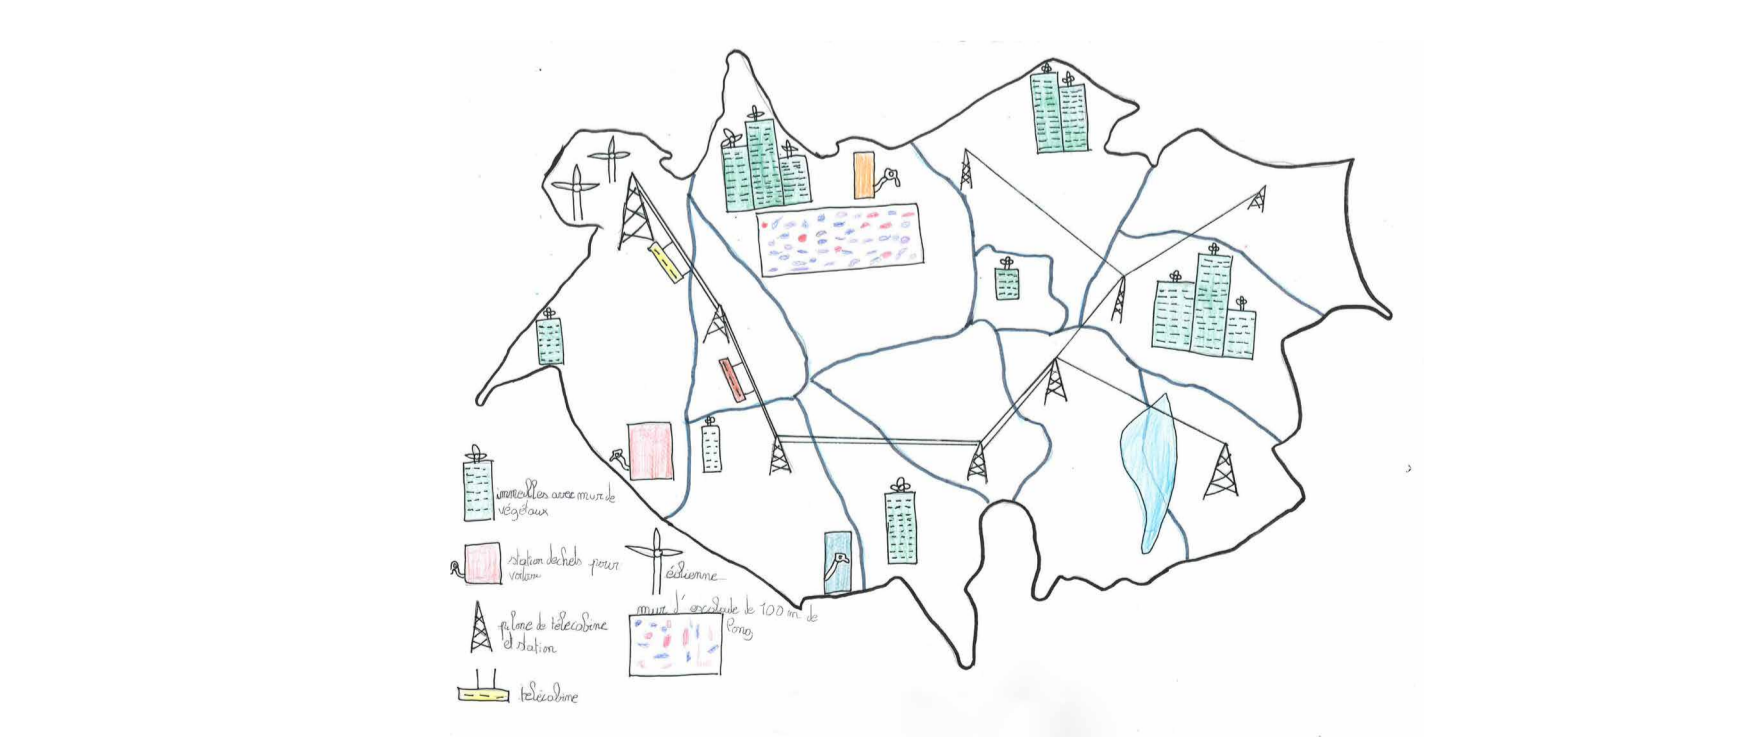 immeubles avec mur de
végétaux
station déchets pour
voiture
éolienne
mur d'escalade de 100 m de
long
pilone de télécabine
et station
télécabine